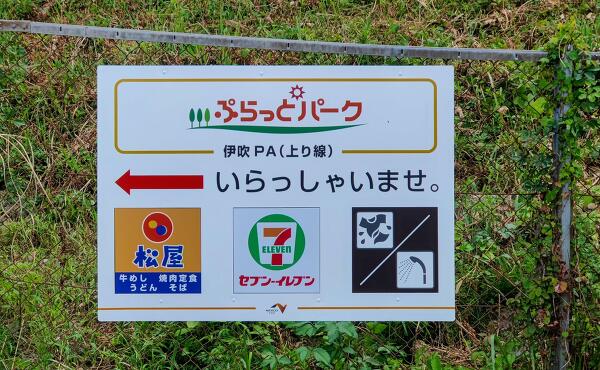 ぷらっとパーク
伊吹PA(上り線)
いらっしゃいませ。
松屋
牛めし 焼肉定食
うどん そば
7
ELEVEN
セブン-イレブン